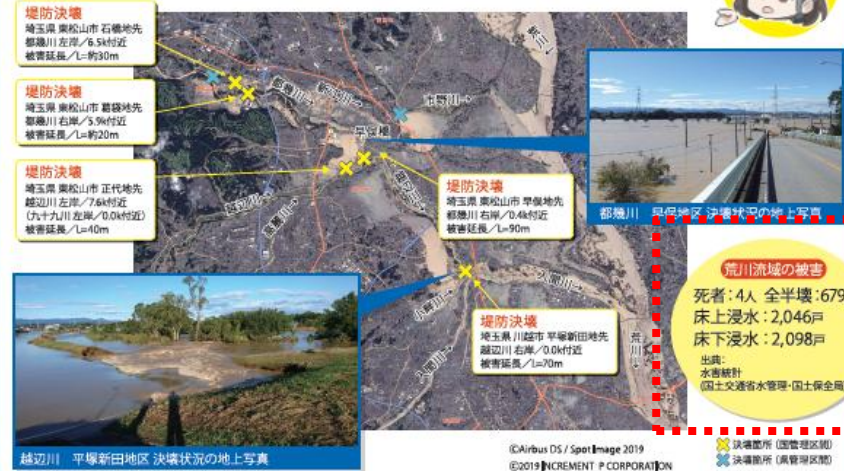 堤防決壊
埼玉県 東松山市 石橋地先
都幾川 左岸/6.5k付近
被害延長/L=約30m
堤防決壊
埼玉県 東松山市 葛袋地先
都幾川 右岸/5.9k付近
被害延長/L=約20m
堤防決壊
埼玉県 東松山市 正代地先
越辺川 左岸/7.6k付近
(九十九川 左岸/0.0k付近)
被害延長/L=40m
都幾川→
市野川→
早俣橋
越辺川→
高麗川→
堤防決壊
埼玉県 東松山市 早俣地先
都幾川 右岸/0.4k付近
被害延長/L=90m
都幾川 早俣地区 決壊状況の地上写真
小畔川→
入間川→
入間川→
荒川→
堤防決壊
埼玉県 川越市 平塚新田地先
越辺川 右岸/0.0k付近
被害延長/L=70m
荒川流域の被害
死者:4人 全半壊:679
床上浸水:2,046戸
床下浸水:2,098戸
出典:
水害統計
(国土交通省水管理・国土保全局)
越辺川 平塚新田地区 決壊状況の地上写真
©Airbus DS / Spot Image 2019
©2019 INCREMENT P CORPORATION
決壊箇所 (国管理区間)
決壊箇所 (県管理区間)